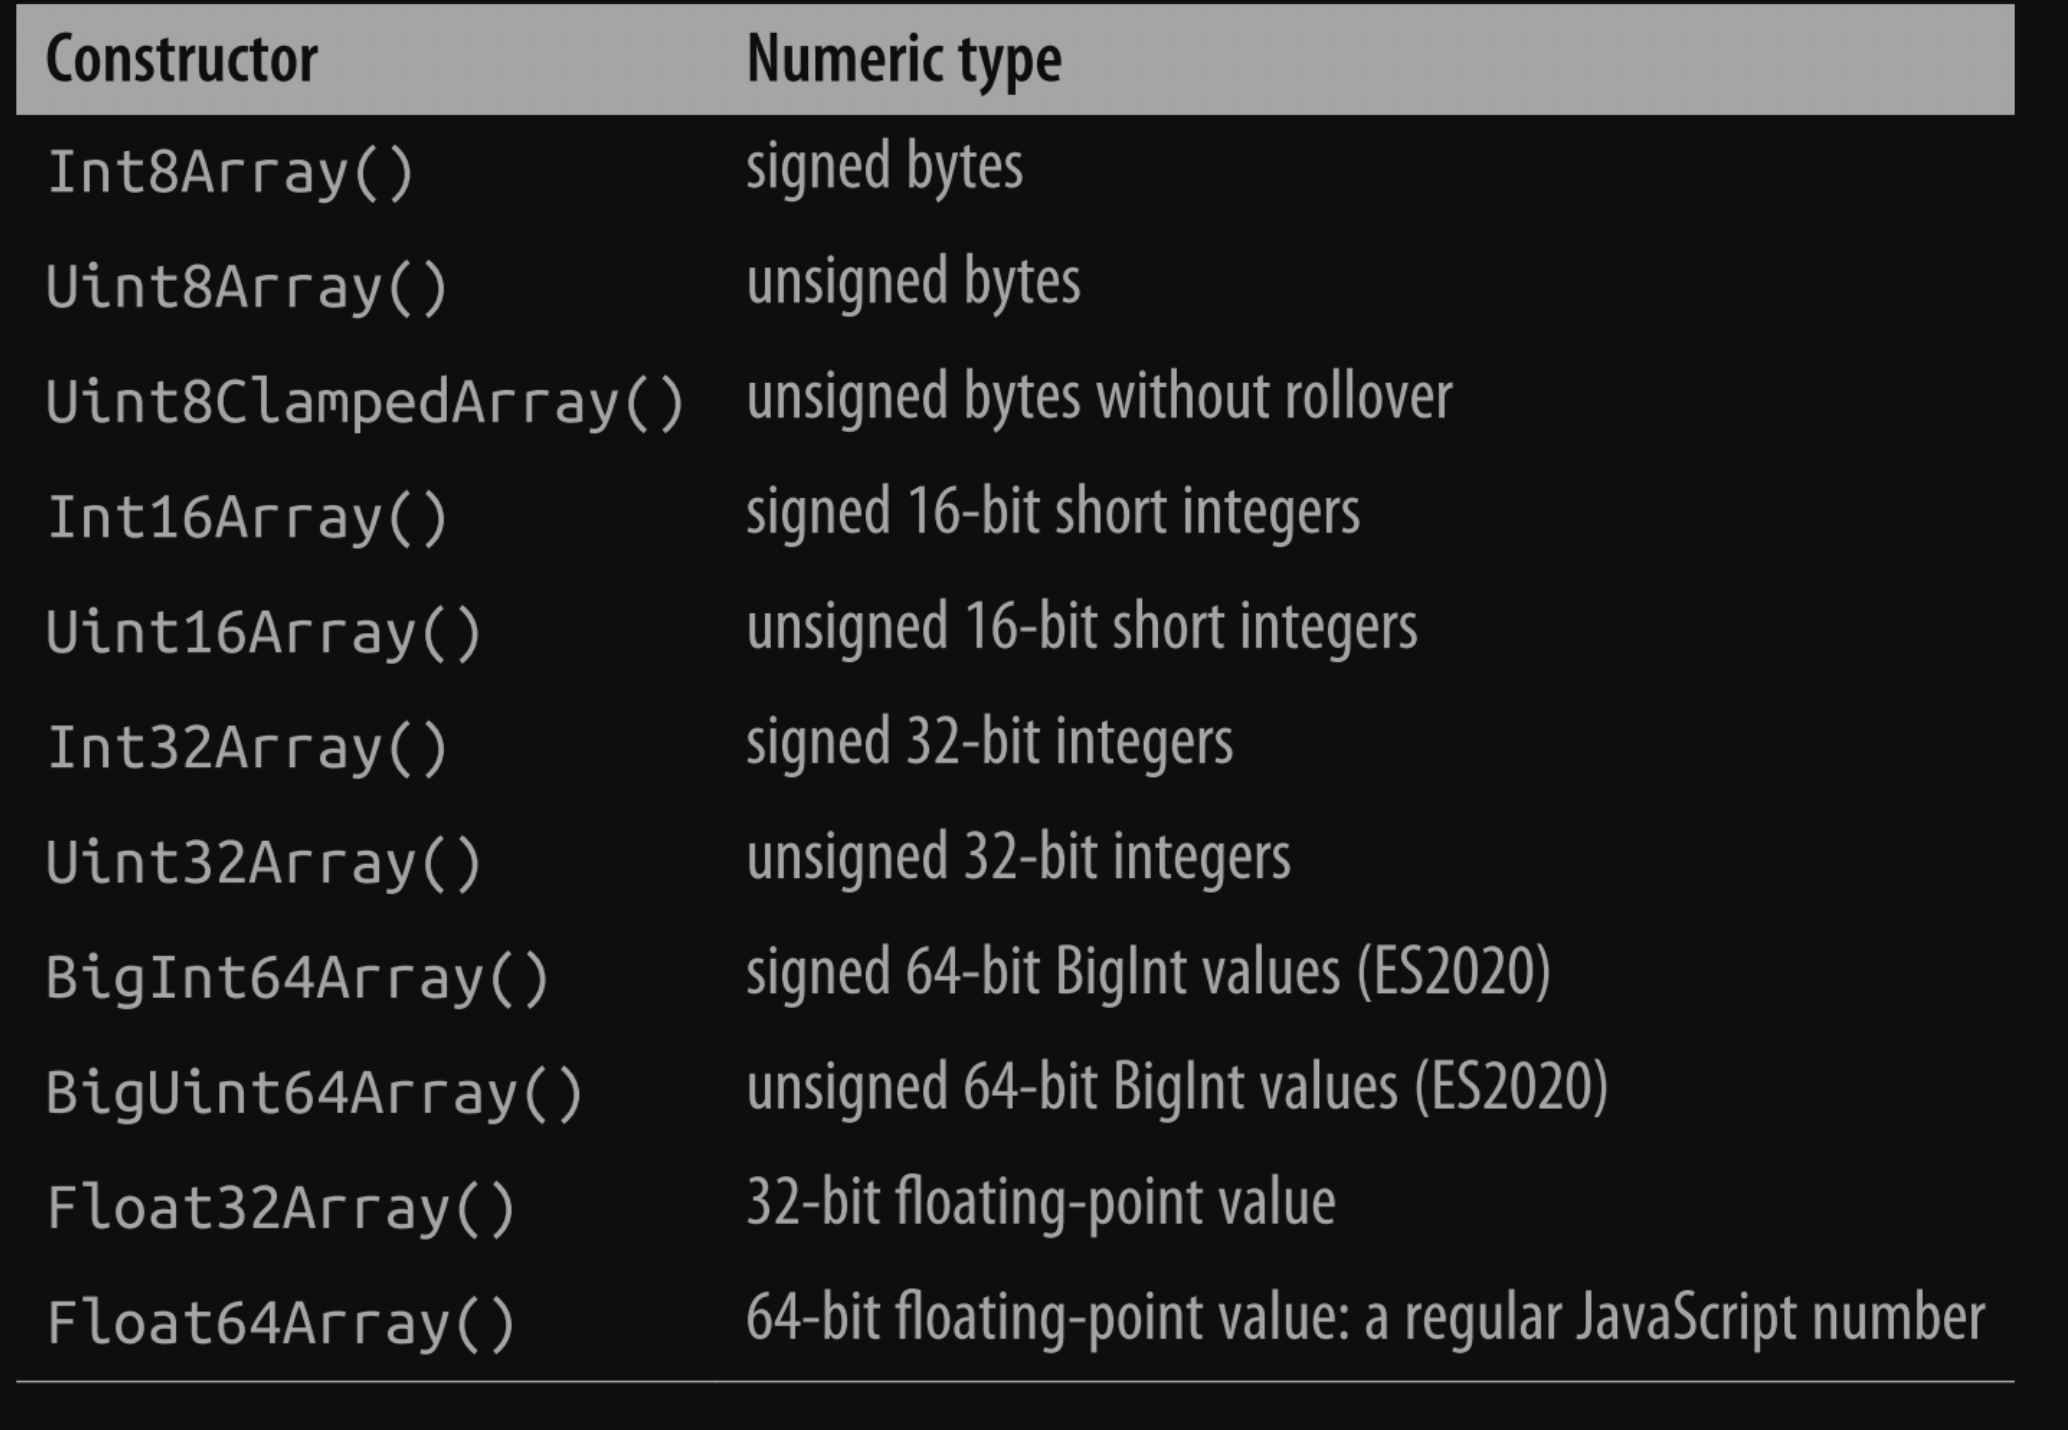 Constructor Numeric type
Int8Array() signed bytes
Uint8Array() unsigned bytes
Uint8ClampedArray() unsigned bytes without rollover
Int16Array() signed 16-bit short integers
Uint16Array() unsigned 16-bit short integers
Int32Array() signed 32-bit integers
Uint32Array() unsigned 32-bit integers
BigInt64Array() signed 64-bit BigInt values (ES2020)
BigUint64Array() unsigned 64-bit BigInt values (ES2020)
Float32Array() 32-bit floating-point value
Float64Array() 64-bit floating-point value: a regular JavaScript number